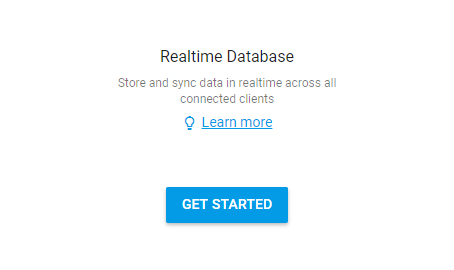 Realtime Database
Store and sync data in realtime across all
connected clients
Learn more
GET STARTED